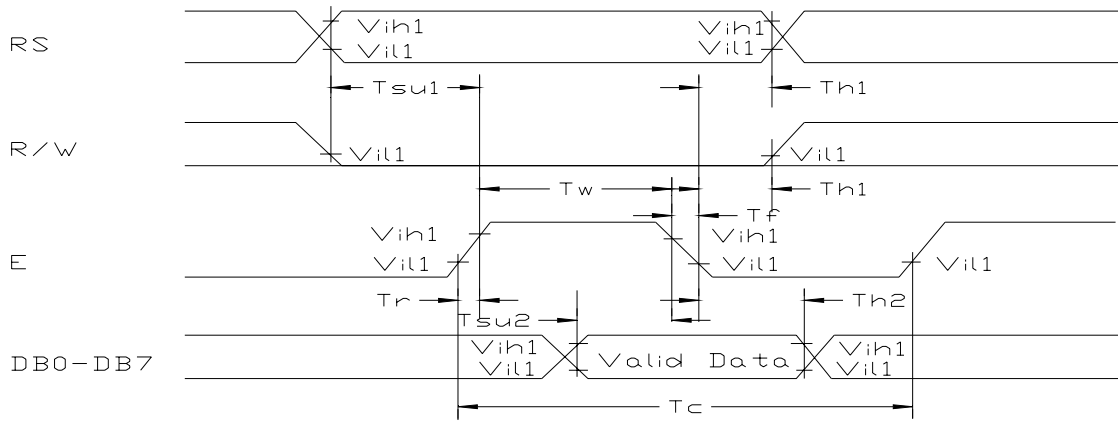 Vih1 Vih1
RS Vil1 Vil1
Tsu1 Th1
R/W Vil1 Vil1
Tw Th1
Tf
Vih1 Vih1
E Vil1 Vil1 Vil1
Tr Th2
Tsu2
Vih1 Vih1
DB0-DB7 Vil1 Valid Data Vil1
Tc